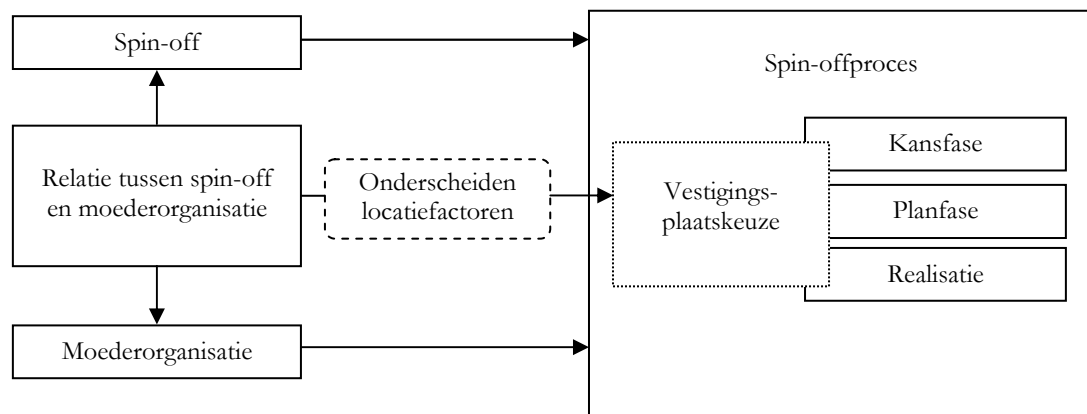 Spin-off
Spin-offproces
Relatie tussen spin-off
en moederorganisatie
Onderscheiden
locatiefactoren
Vestigings-
plaatskeuze
Kansfase
Planfase
Realisatie
Moederorganisatie